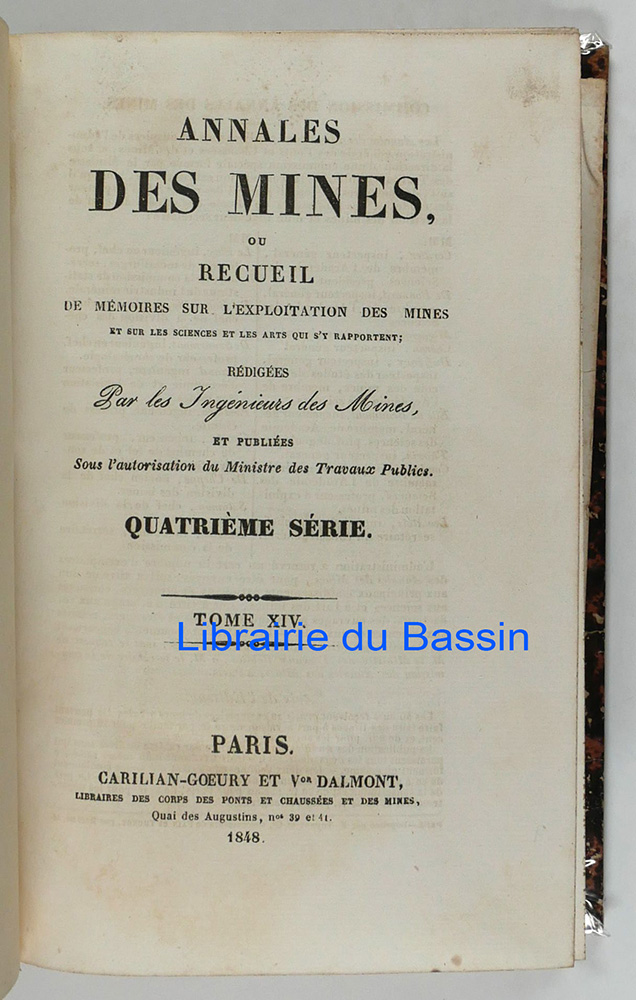 ANNALES
DES MINES,
OU
RECUEIL
DE MÉMOIRES SUR L'EXPLOITATION DES MINES
ET SUR LES SCIENCES ET LES ARTS QUI S'Y RAPPORTENT;
RÉDIGÉES
Par les Ingénieurs des Mines,
ET PUBLIÉES
Sous l'autorisation du Ministre des Travaux Publics.
QUATRIÈME SÉRIE.
TOME XIV.
Librairie du Bassin
PARIS.
CARILIAN-GOEURY ET Vor DALMONT,
LIBRAIRES DES CORPS DES PONTS ET CHAUSSÉES ET DES MINES,
Quai des Augustins, nos 39 et 41.
1848.